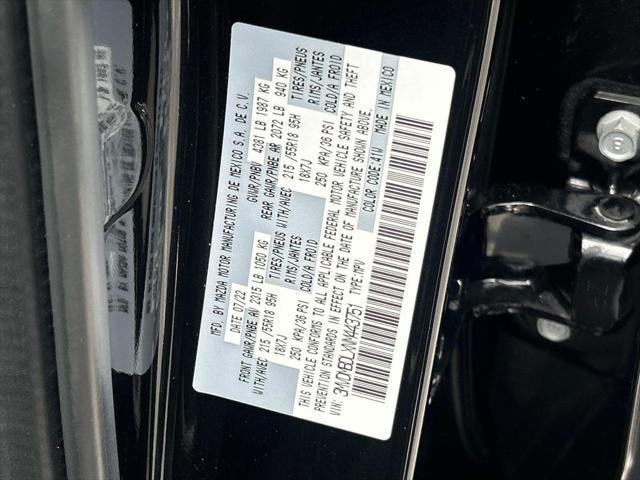 MFD. BY MAZDA MOTOR MANUFACTURING DE MEXICO S.A. DE C.V.
DATE 07/22 GVWR/PNBV 4381 LB 1987 KG
FRONT GAWR/PNBE AV 2315 LB 1050 KG REAR GAWR/PNBE AR 2072 LB 940 KG
WITH/AVEC 215 /55R18 95H TIRES/PNEUS WITH/AVEC 215 /55R18 95H TIRES/PNEUS
18X7J RIMS/JANTES 18X7J RIMS/JANTES
250 KPA/36 PSI COLD/A FROID 250 KPA/36 PSI COLD/A FROID
THIS VEHICLE CONFORMS TO ALL APPLICABLE FEDERAL MOTOR VEHICLE SAFETY AND THEFT
PREVENTION STANDARDS IN EFFECT ON THE DATE OF MANUFACTURE SHOWN ABOVE.
VIN: TYPE:MPV COLOR CODE:41W MADE IN MEXICO